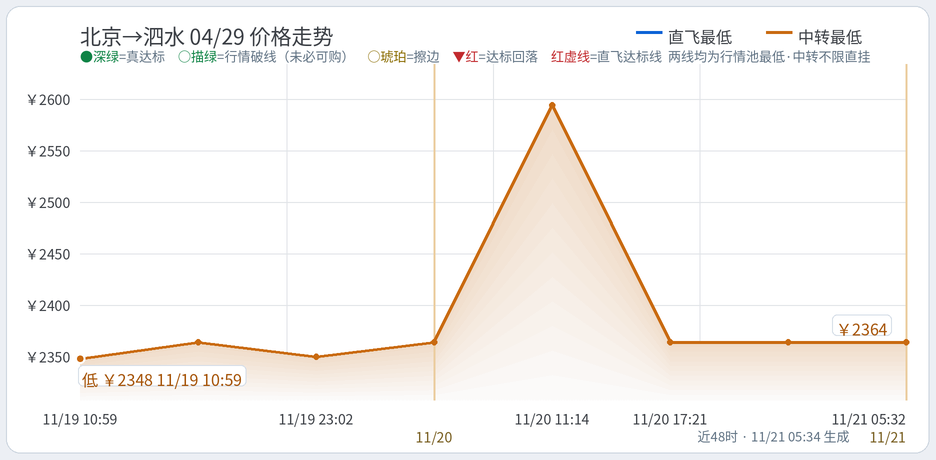 北京→泗水 04/29 价格走势
直飞最低 中转最低
●深绿=真达标 ○描绿=行情破线（未必可购） ○琥珀=擦边 ▼红=达标回落 红虚线=直飞达标线 两线均为行情池最低·中转不限直挂
￥2600
￥2550
￥2500
￥2450
￥2400
￥2350
￥2364
低 ￥2348 11/19 10:59
11/19 10:59 11/19 23:02 11/20 11:14 11/20 17:21 11/21 05:32
11/20 近48时 · 11/21 05:34 生成 11/21